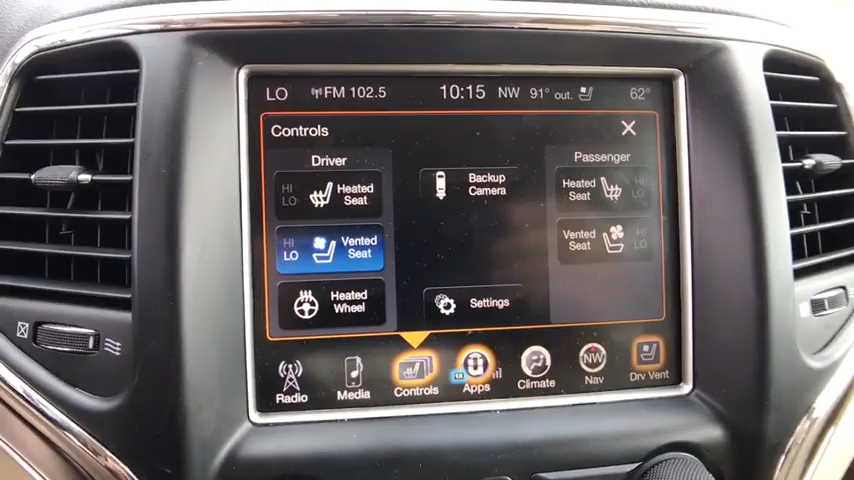 LO FM 102.5 10:15 NW 91° out. 62°
Controls
Driver
HI
LO
Heated
Seat
HI
LO
Vented
Seat
Heated
Wheel
Backup
Camera
Settings
Passenger
Heated
Seat
HI
LO
Vented
Seat
HI
LO
Radio
Media
Controls
1X
Apps
Climate
NW
Nav
Drv Vent